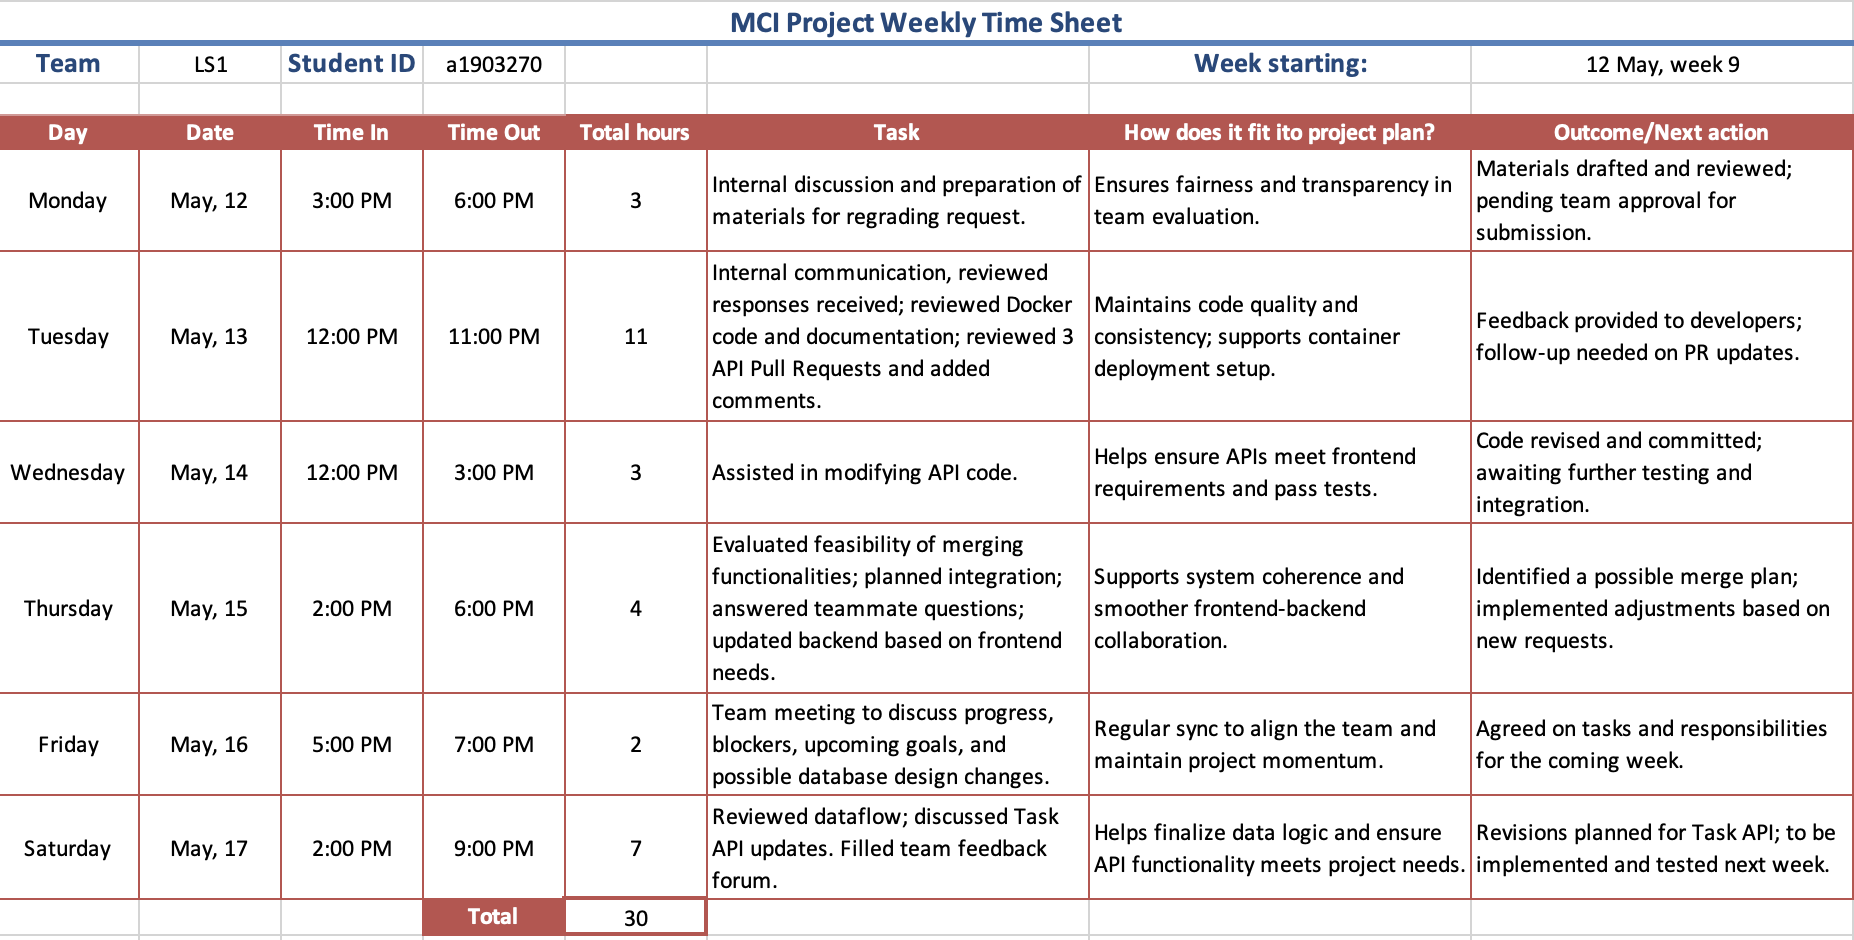 MCI Project Weekly Time Sheet
Team LS1 Student ID a1903270 Week starting: 12 May, week 9
Day Date Time In Time Out Total hours Task How does it fit ito project plan? Outcome/Next action
Monday May, 12 3:00 PM 6:00 PM 3
Internal discussion and preparation of
materials for regrading request.
Ensures fairness and transparency in
team evaluation.
Materials drafted and reviewed;
pending team approval for
submission.
Tuesday May, 13 12:00 PM 11:00 PM 11
Internal communication, reviewed
responses received; reviewed Docker
code and documentation; reviewed 3
API Pull Requests and added
comments.
Maintains code quality and
consistency; supports container
deployment setup.
Feedback provided to developers;
follow-up needed on PR updates.
Wednesday May, 14 12:00 PM 3:00 PM 3
Assisted in modifying API code.
Helps ensure APIs meet frontend
requirements and pass tests.
Code revised and committed;
awaiting further testing and
integration.
Thursday May, 15 2:00 PM 6:00 PM 4
Evaluated feasibility of merging
functionalities; planned integration;
answered teammate questions;
updated backend based on frontend
needs.
Supports system coherence and
smoother frontend-backend
collaboration.
Identified a possible merge plan;
implemented adjustments based on
new requests.
Friday May, 16 5:00 PM 7:00 PM 2
Team meeting to discuss progress,
blockers, upcoming goals, and
possible database design changes.
Regular sync to align the team and
maintain project momentum.
Agreed on tasks and responsibilities
for the coming week.
Saturday May, 17 2:00 PM 9:00 PM 7
Reviewed dataflow; discussed Task
API updates. Filled team feedback
forum.
Helps finalize data logic and ensure
API functionality meets project needs.
Revisions planned for Task API; to be
implemented and tested next week.
Total 30